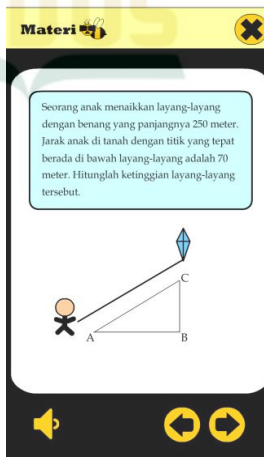 Materi
Seorang anak menaikkan layang-layang
dengan benang yang panjangnya 250 meter.
Jarak anak di tanah dengan titik yang tepat
berada di bawah layang-layang adalah 70
meter. Hitunglah ketinggian layang-layang
tersebut.
C
A
B